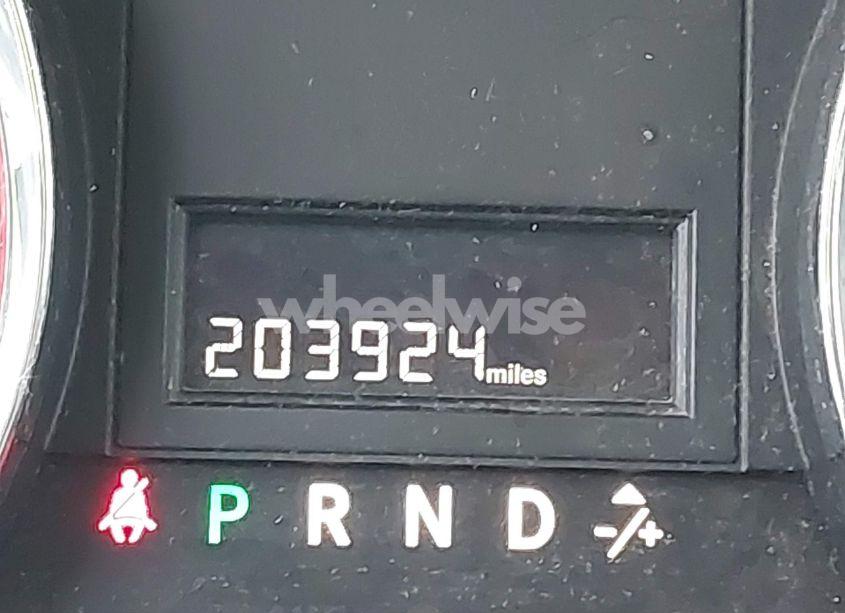 wheelwise
203924 miles
P R N D -/+